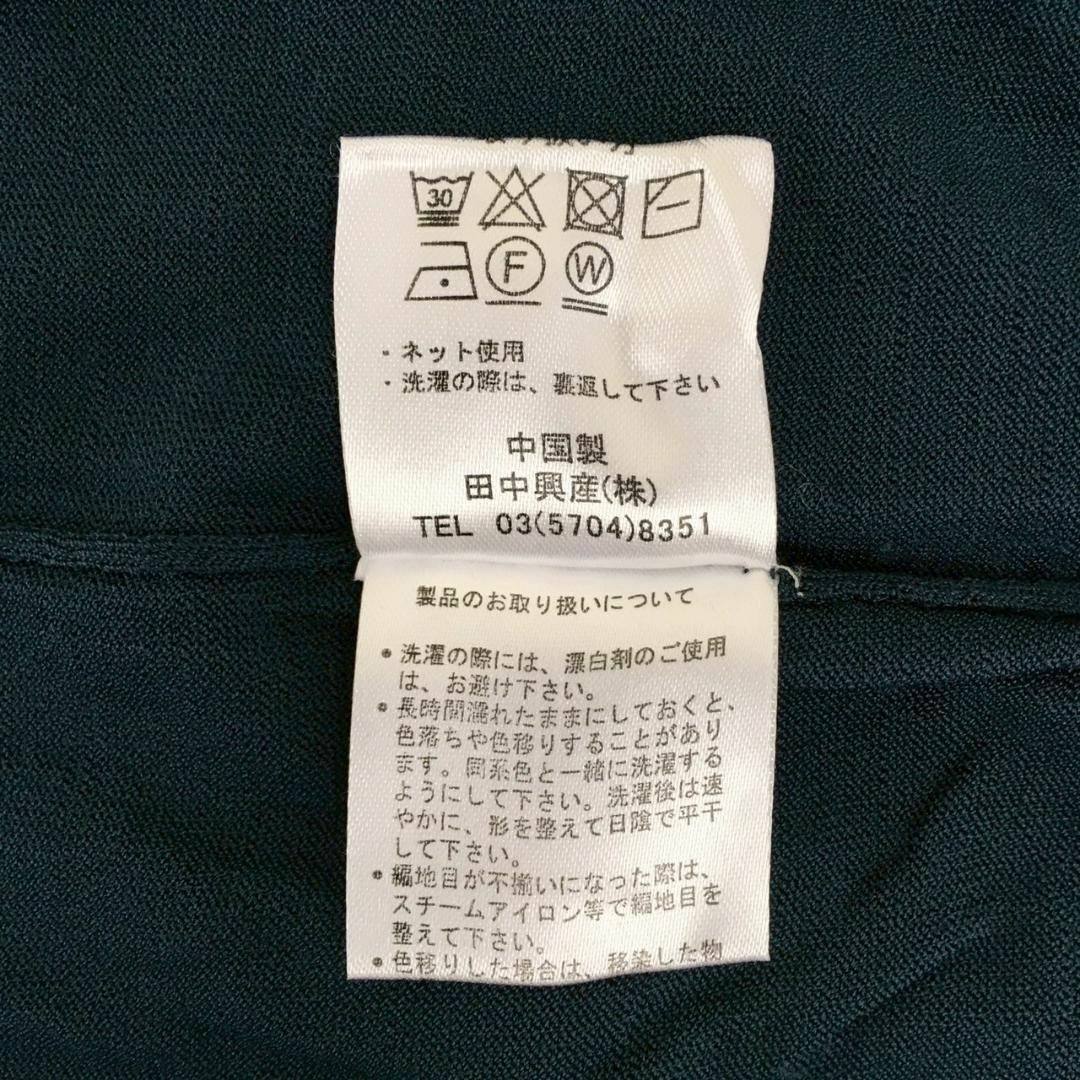 30
F W
・ネット使用
・洗濯の際は、裏返して下さい
中国製
田中興産(株)
TEL 03(5704)8351
製品のお取り扱いについて
●洗濯の際には、漂白剤のご使用
は、お避け下さい。
●長時間濡れたままにしておくと、
色落ちや色移りすることがあり
ます。同系色と一緒に洗濯する
ようにして下さい。洗濯後は速
やかに、形を整えて日陰で平干
して下さい。
●編地目が不揃いになった際は、
スチームアイロン等で編地目を
整えて下さい。
●色移りした場合は、移染した物